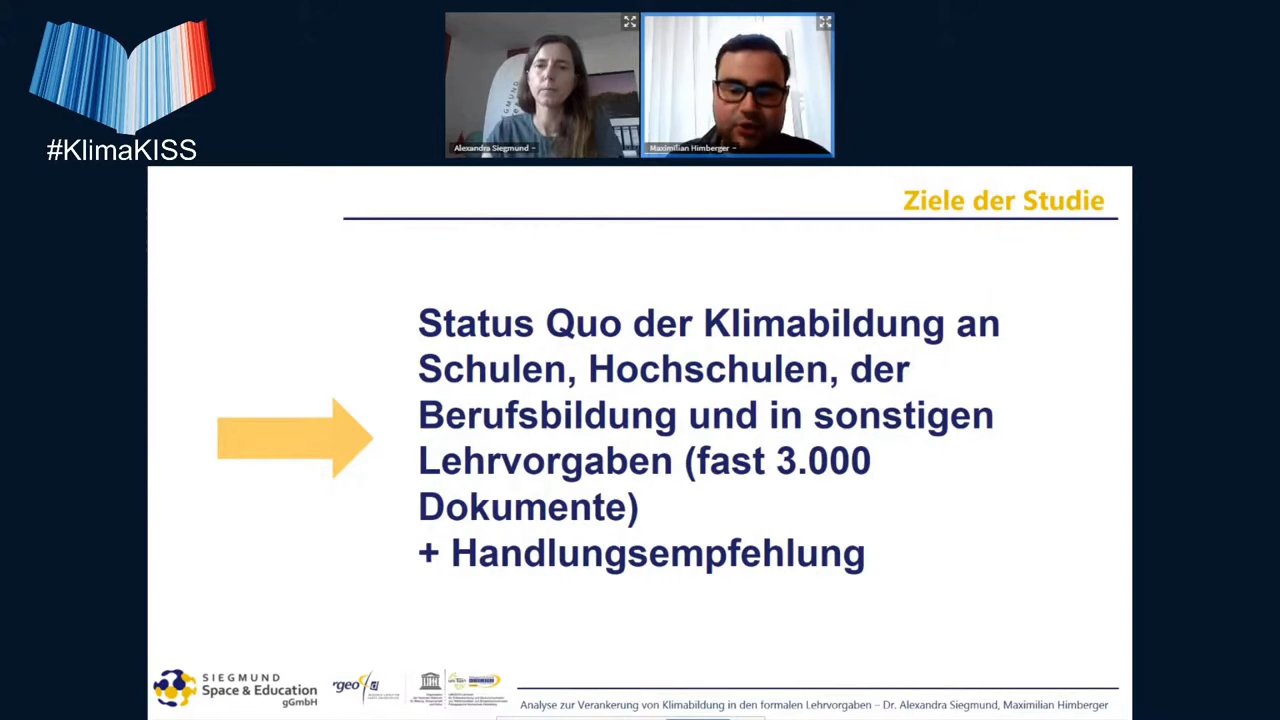 #KlimaKISS
Alexandra Siegmund
Maximilian Himberger
Ziele der Studie
Status Quo der Klimabildung an
Schulen, Hochschulen, der
Berufsbildung und in sonstigen
Lehrvorgaben (fast 3.000
Dokumente)
+ Handlungsempfehlung
SIEGMUND
Space & Education
gGmbH
Analyse zur Verankerung von Klimabildung in den formalen Lehrvorgaben – Dr. Alexandra Siegmund, Maximilian Himberger